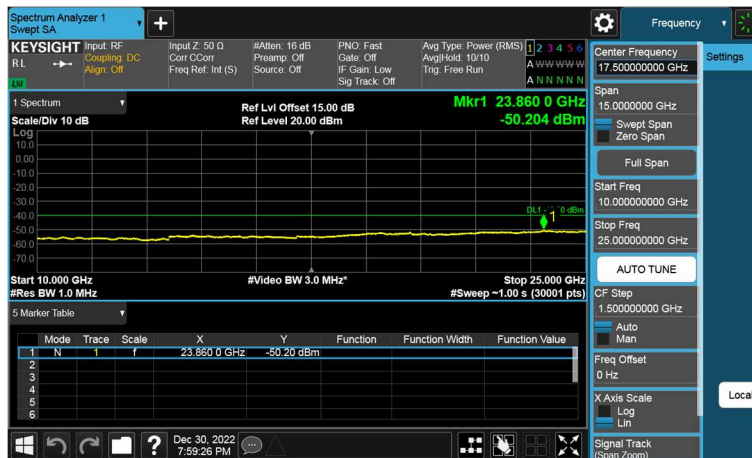 Spectrum Analyzer 1
Swept SA
+
Frequency
KEYSIGHT
RL
Input: RF
Coupling: DC
Align: Off
Input Z: 50 Ω
Corr CCorr
Freq Ref: Int (S)
#Atten: 16 dB
Preamp: Off
Source: Off
PNO: Fast
Gate: Off
IF Gain: Low
Sig Track: Off
Avg Type: Power (RMS)
Avg|Hold: 10/10
Trig: Free Run
1 2 3 4 5 6
A W W W W W
A N N N N N
LXI
1 Spectrum
Scale/Div 10 dB
Ref Lvl Offset 15.00 dB
Ref Level 20.00 dBm
Mkr1 23.860 0 GHz
-50.204 dBm
Log
10.0
0.00
-10.0
-20.0
-30.0
-40.0
-50.0
-60.0
-70.0
1
Start 10.000 GHz
#Res BW 1.0 MHz
#Video BW 3.0 MHz*
Stop 25.000 GHz
#Sweep ~1.00 s (30001 pts)
5 Marker Table
Mode Trace Scale X Y Function Function Width Function Value
1 N 1 f 23.860 0 GHz -50.20 dBm
2
3
4
5
6
Dec 30, 2022
7:59:26 PM
Center Frequency
17.500000000 GHz
Settings
Span
15.0000000 GHz
Swept Span
Zero Span
Full Span
Start Freq
10.000000000 GHz
Stop Freq
25.000000000 GHz
AUTO TUNE
CF Step
1.500000000 GHz
Auto
Man
Freq Offset
0 Hz
X Axis Scale
Log
Lin
Local
Signal Track
(Span Zoom)